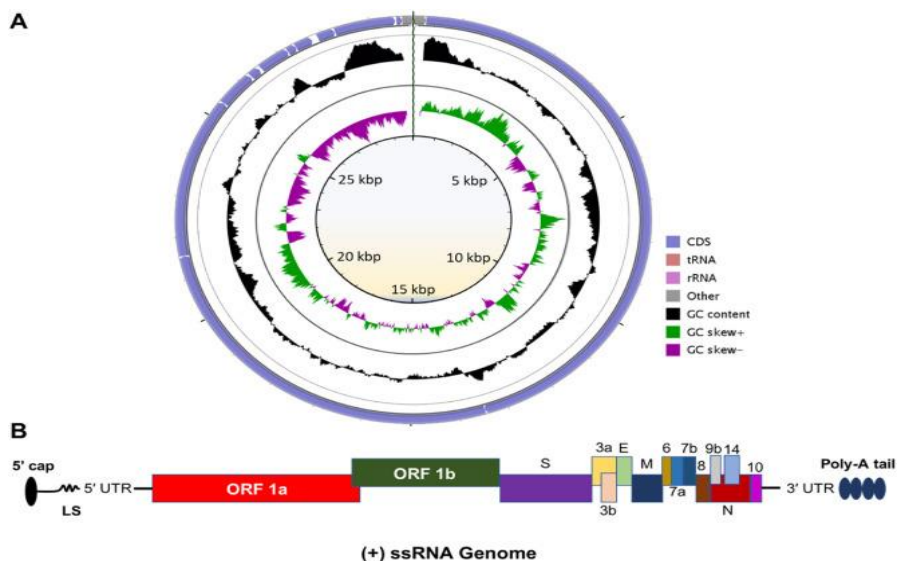 A
25 kbp
5 kbp
20 kbp
10 kbp
15 kbp
CDS
tRNA
rRNA
Other
GC content
GC skew+
GC skew-
B
5' cap
LS
5' UTR
ORF 1a
ORF 1b
S
3a
E
3b
M
6
7b
7a
8
9b
14
N
10
3' UTR
Poly-A tail
(+) ssRNA Genome